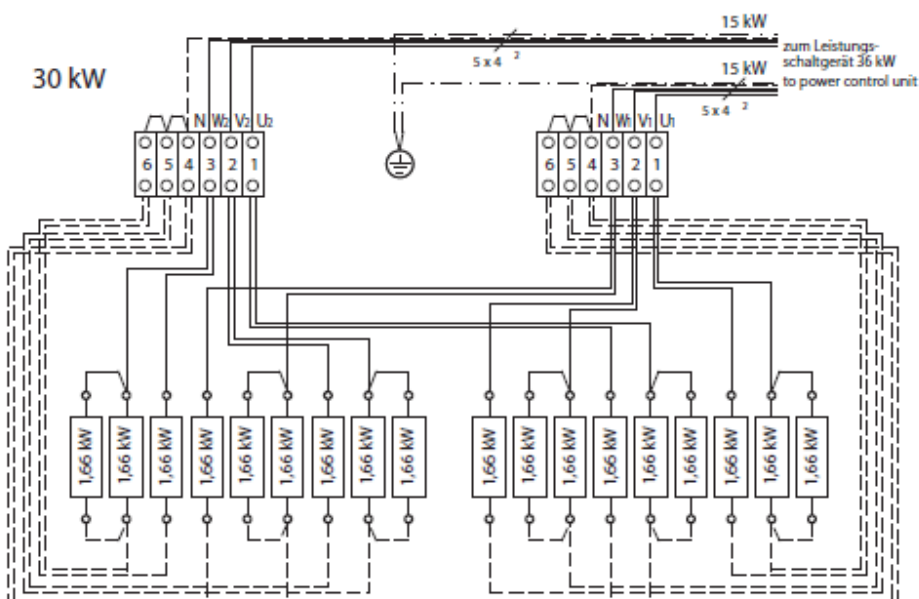 15 kW
zum Leistungs-
schaltgerät 36 kW
5 x 4 2
30 kW
15 kW
to power control unit
5 x 4 2
N W2 V2 U2
N W1 V1 U1
6 5 4 3 2 1
6 5 4 3 2 1
1,66 kW 1,66 kW 1,66 kW 1,66 kW 1,66 kW 1,66 kW 1,66 kW 1,66 kW 1,66 kW
1,66 kW 1,66 kW 1,66 kW 1,66 kW 1,66 kW 1,66 kW 1,66 kW 1,66 kW 1,66 kW